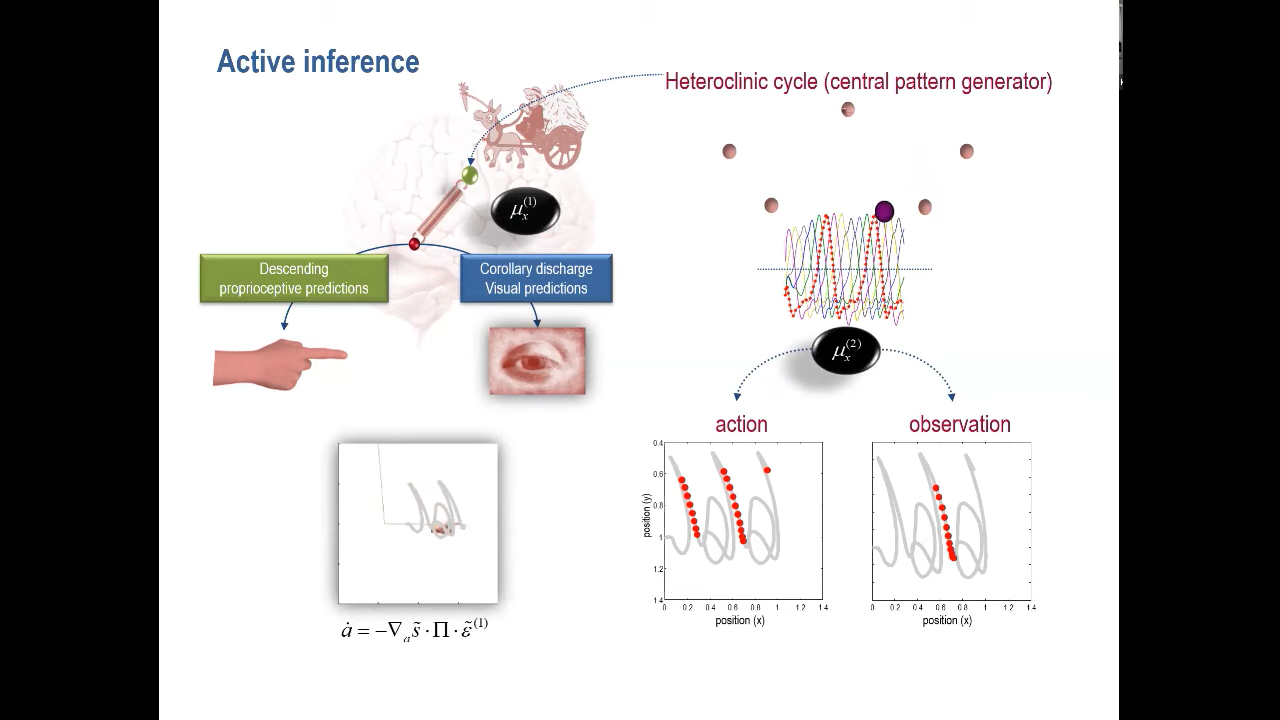 Active inference
Heteroclinic cycle (central pattern generator)
μ_x^{(1)}
Descending
proprioceptive predictions
Corollary discharge
Visual predictions
μ_x^{(2)}
action
observation
0.4
0.6
0.8
1
1.2
1.4
position (y)
0 0.2 0.4 0.6 0.8 1 1.2 1.4
position (x)
0 0.2 0.4 0.6 0.8 1 1.2 1.4
position (x)
ȧ = −∇_a s̃ · Π · ε̃^{(1)}